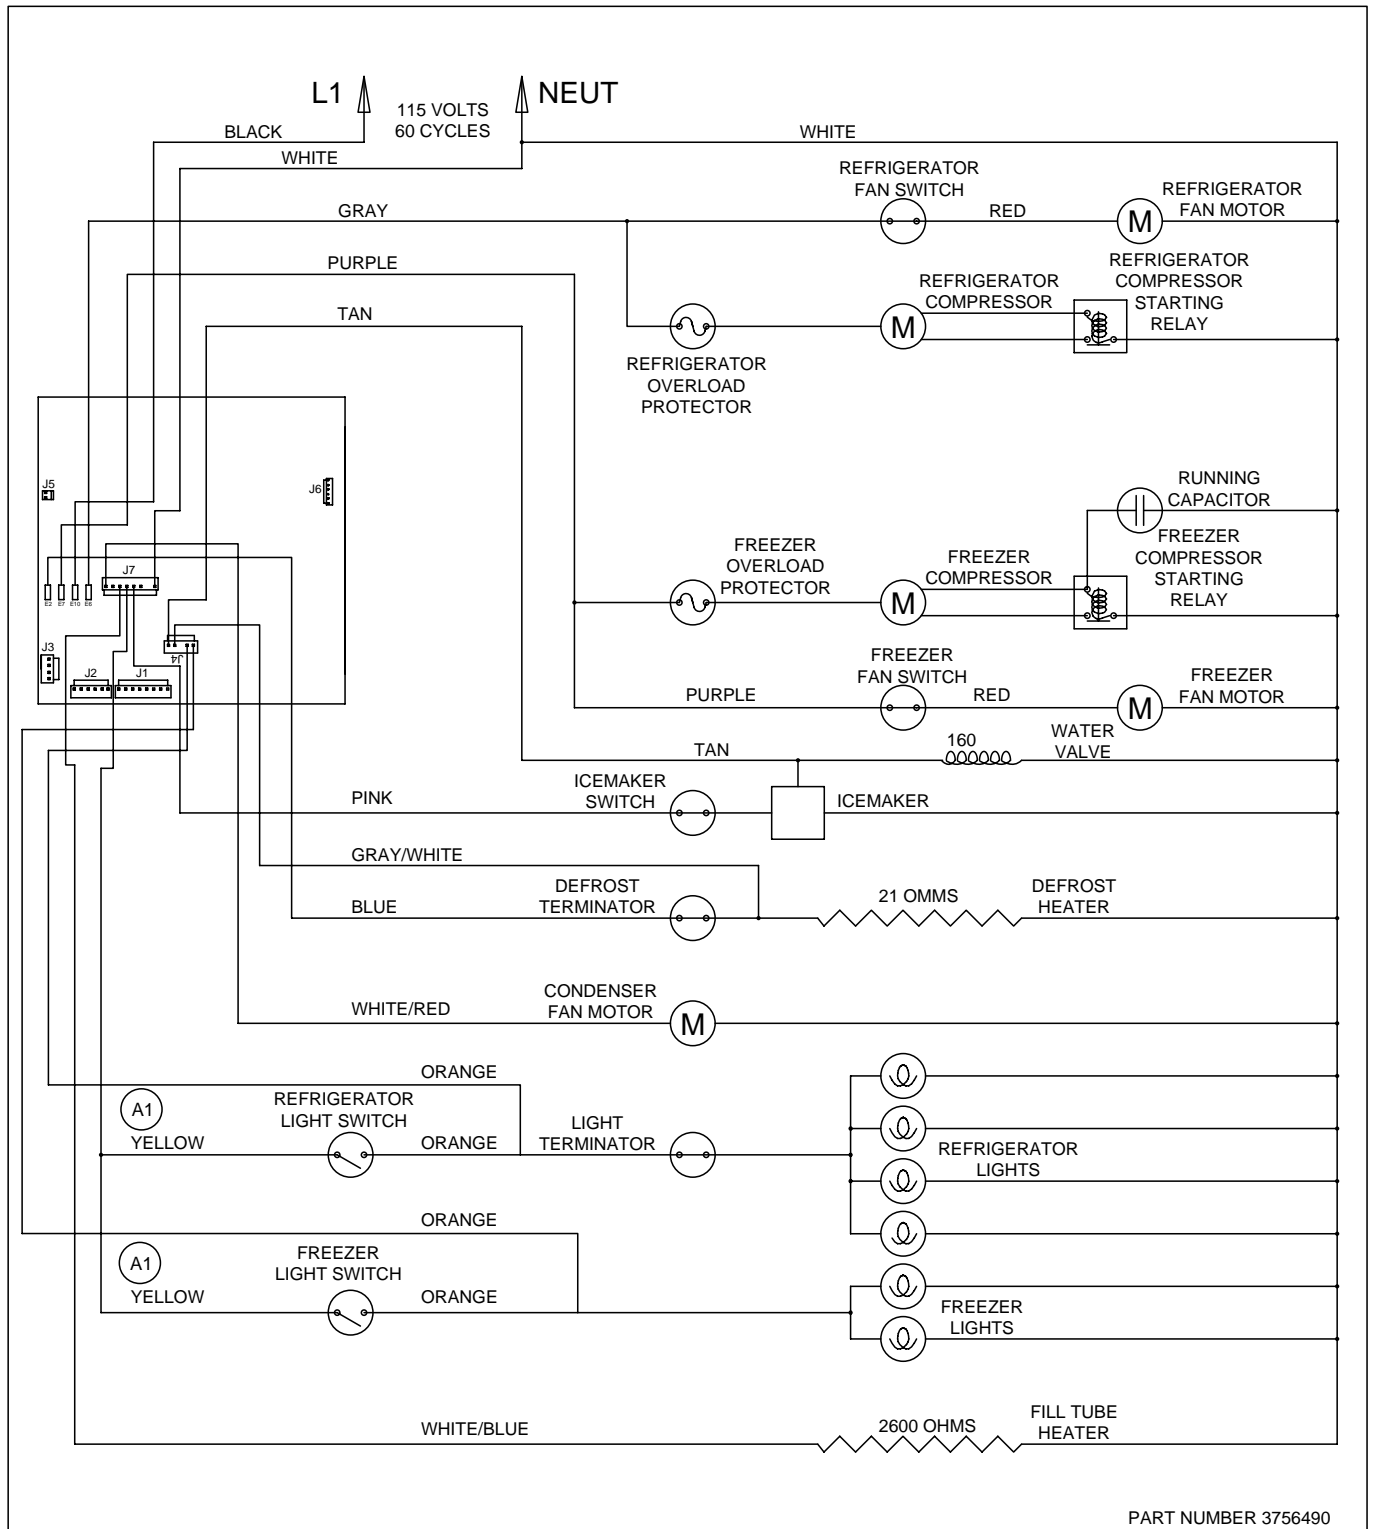 L1
115 VOLTS
60 CYCLES
NEUT
BLACK
WHITE
WHITE
REFRIGERATOR
FAN SWITCH
RED
REFRIGERATOR
FAN MOTOR
M
GRAY
PURPLE
TAN
REFRIGERATOR
COMPRESSOR
M
REFRIGERATOR
COMPRESSOR
STARTING
RELAY
REFRIGERATOR
OVERLOAD
PROTECTOR
J5
J6
RUNNING
CAPACITOR
FREEZER
OVERLOAD
PROTECTOR
FREEZER
COMPRESSOR
M
FREEZER
COMPRESSOR
STARTING
RELAY
J7
E2
E7
E10
E6
J3
J4
J2
J1
PURPLE
FREEZER
FAN SWITCH
RED
M
FREEZER
FAN MOTOR
TAN
160
WATER
VALVE
PINK
ICEMAKER
SWITCH
ICEMAKER
GRAY/WHITE
BLUE
DEFROST
TERMINATOR
21 OMMS
DEFROST
HEATER
WHITE/RED
CONDENSER
FAN MOTOR
M
ORANGE
A1
YELLOW
REFRIGERATOR
LIGHT SWITCH
ORANGE
LIGHT
TERMINATOR
REFRIGERATOR
LIGHTS
ORANGE
A1
YELLOW
FREEZER
LIGHT SWITCH
ORANGE
FREEZER
LIGHTS
WHITE/BLUE
2600 OHMS
FILL TUBE
HEATER
PART NUMBER 3756490